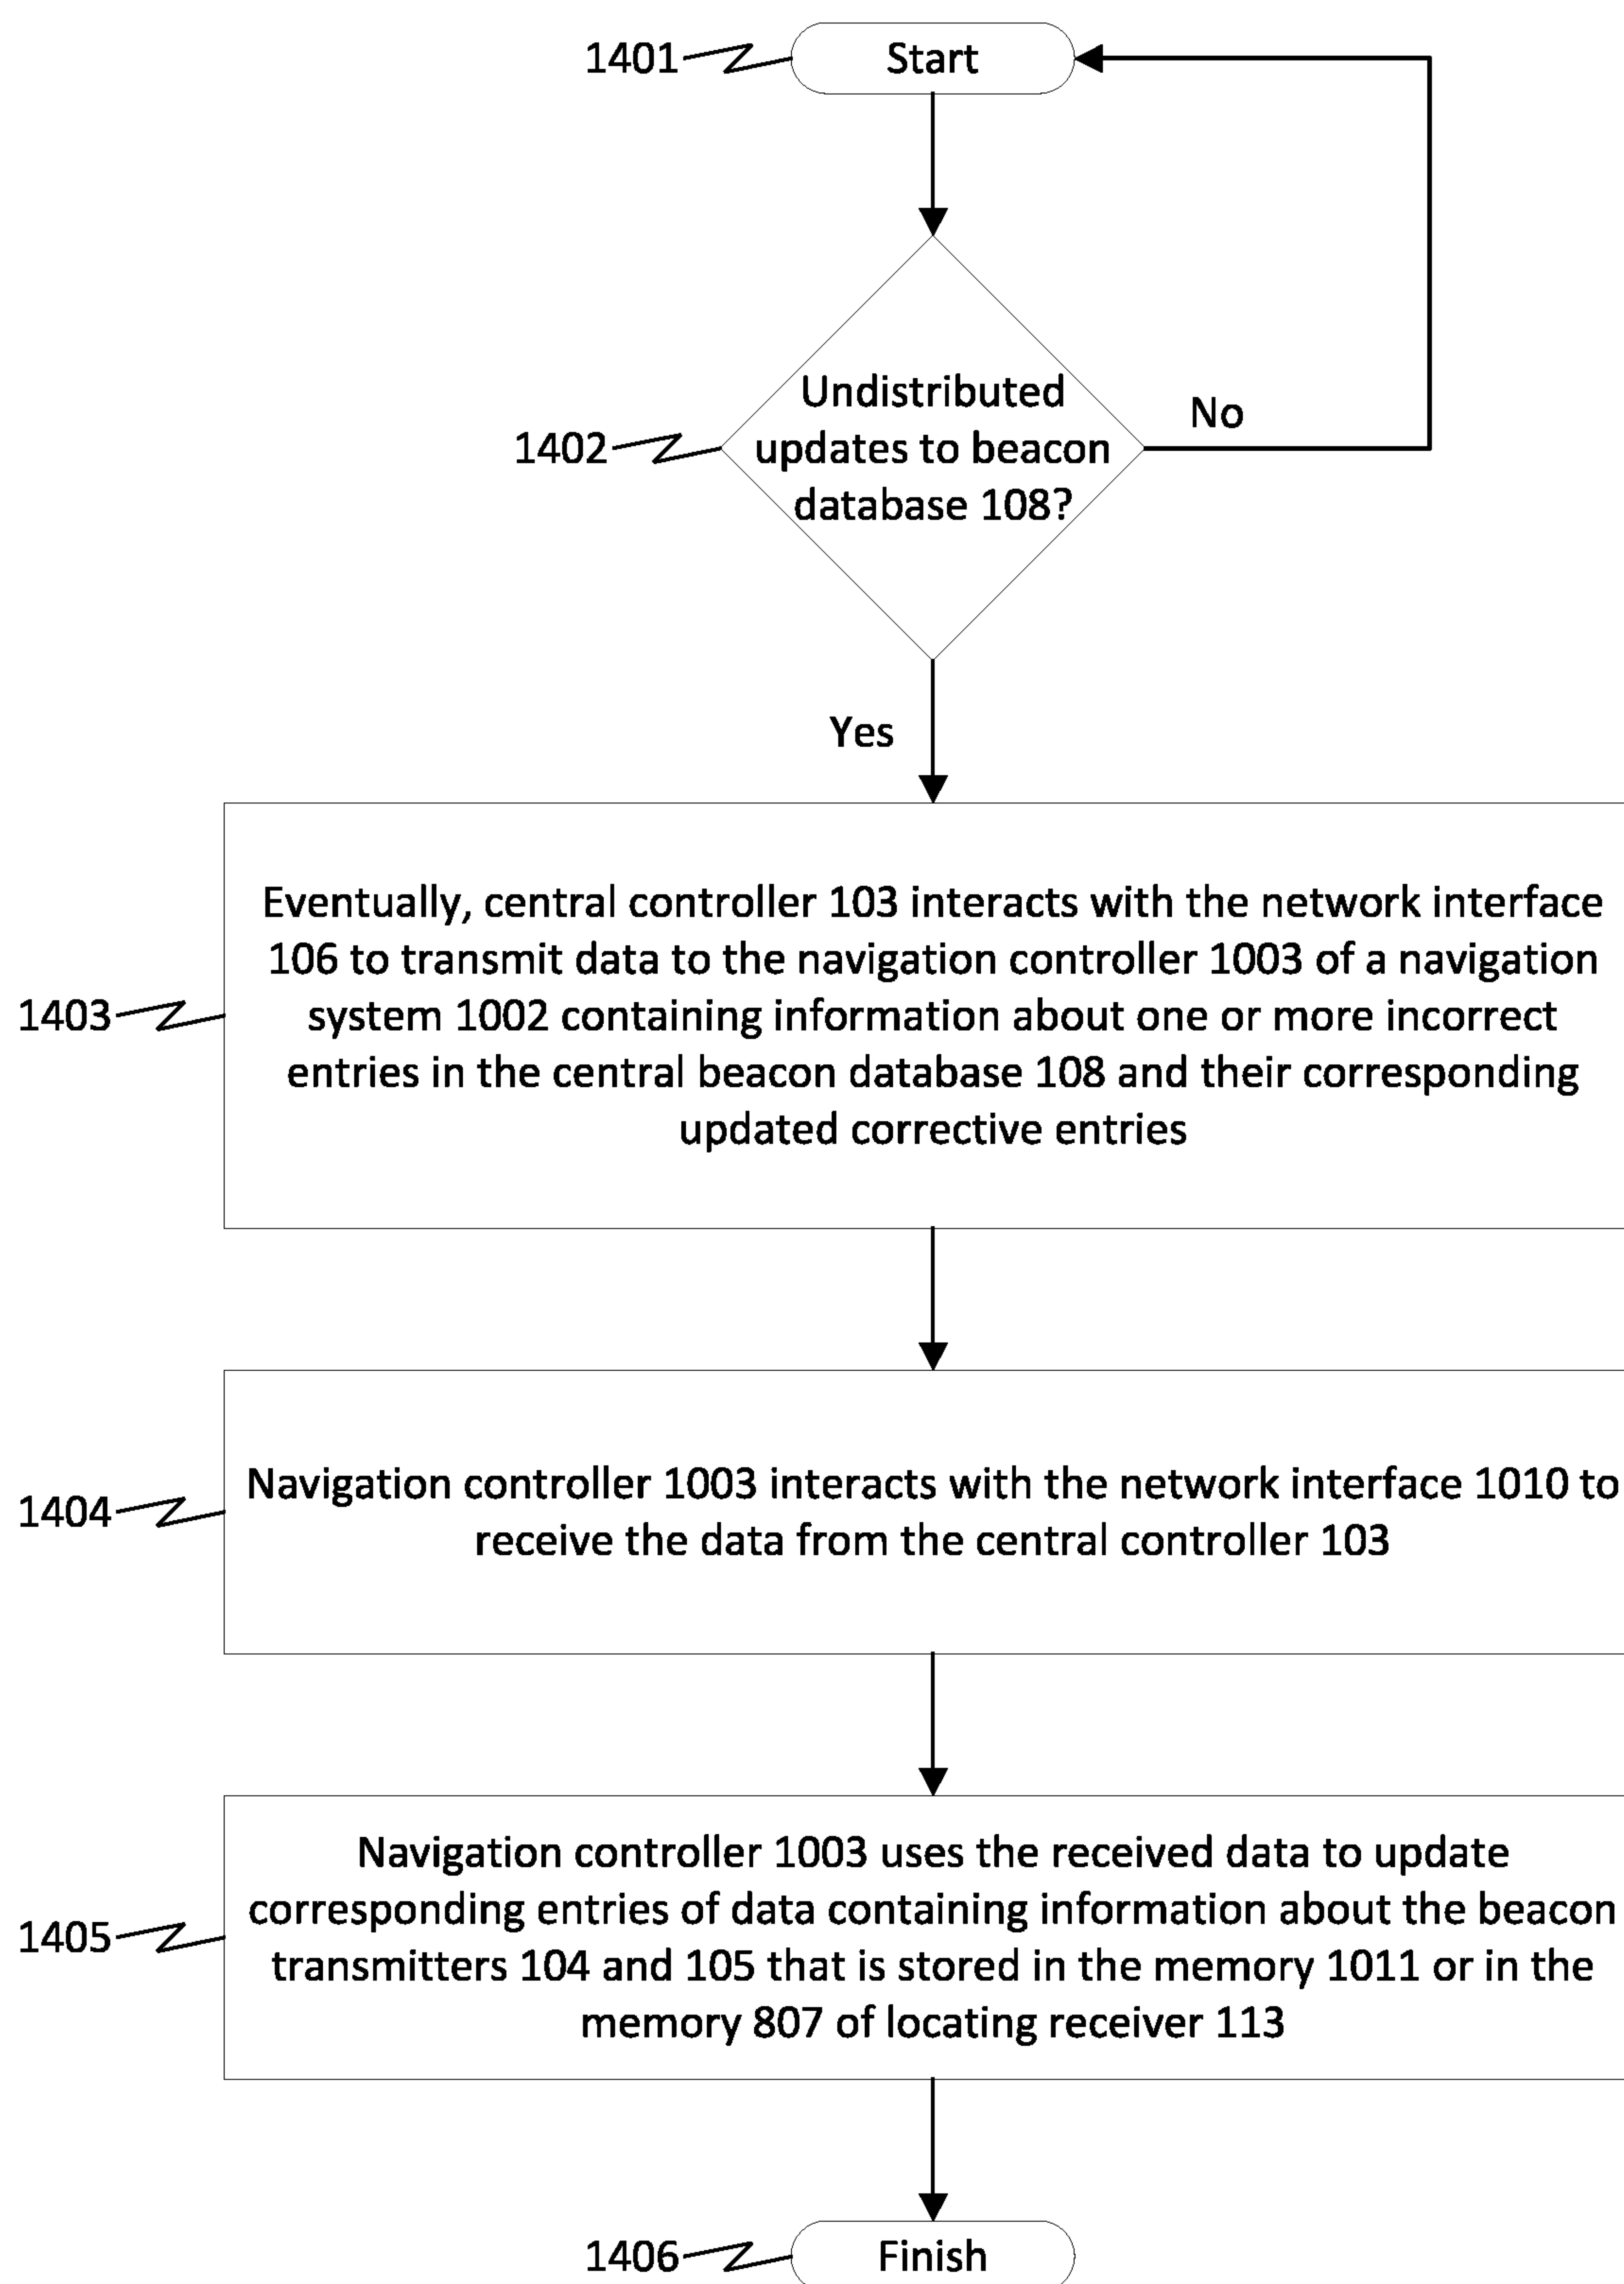 1401
Start
Undistributed
updates to beacon
database 108?
1402
No
Yes
Eventually, central controller 103 interacts with the network interface
106 to transmit data to the navigation controller 1003 of a navigation
system 1002 containing information about one or more incorrect
entries in the central beacon database 108 and their corresponding
updated corrective entries
1403
Navigation controller 1003 interacts with the network interface 1010 to
receive the data from the central controller 103
1404
Navigation controller 1003 uses the received data to update
corresponding entries of data containing information about the beacon
transmitters 104 and 105 that is stored in the memory 1011 or in the
memory 807 of locating receiver 113
1405
1406
Finish